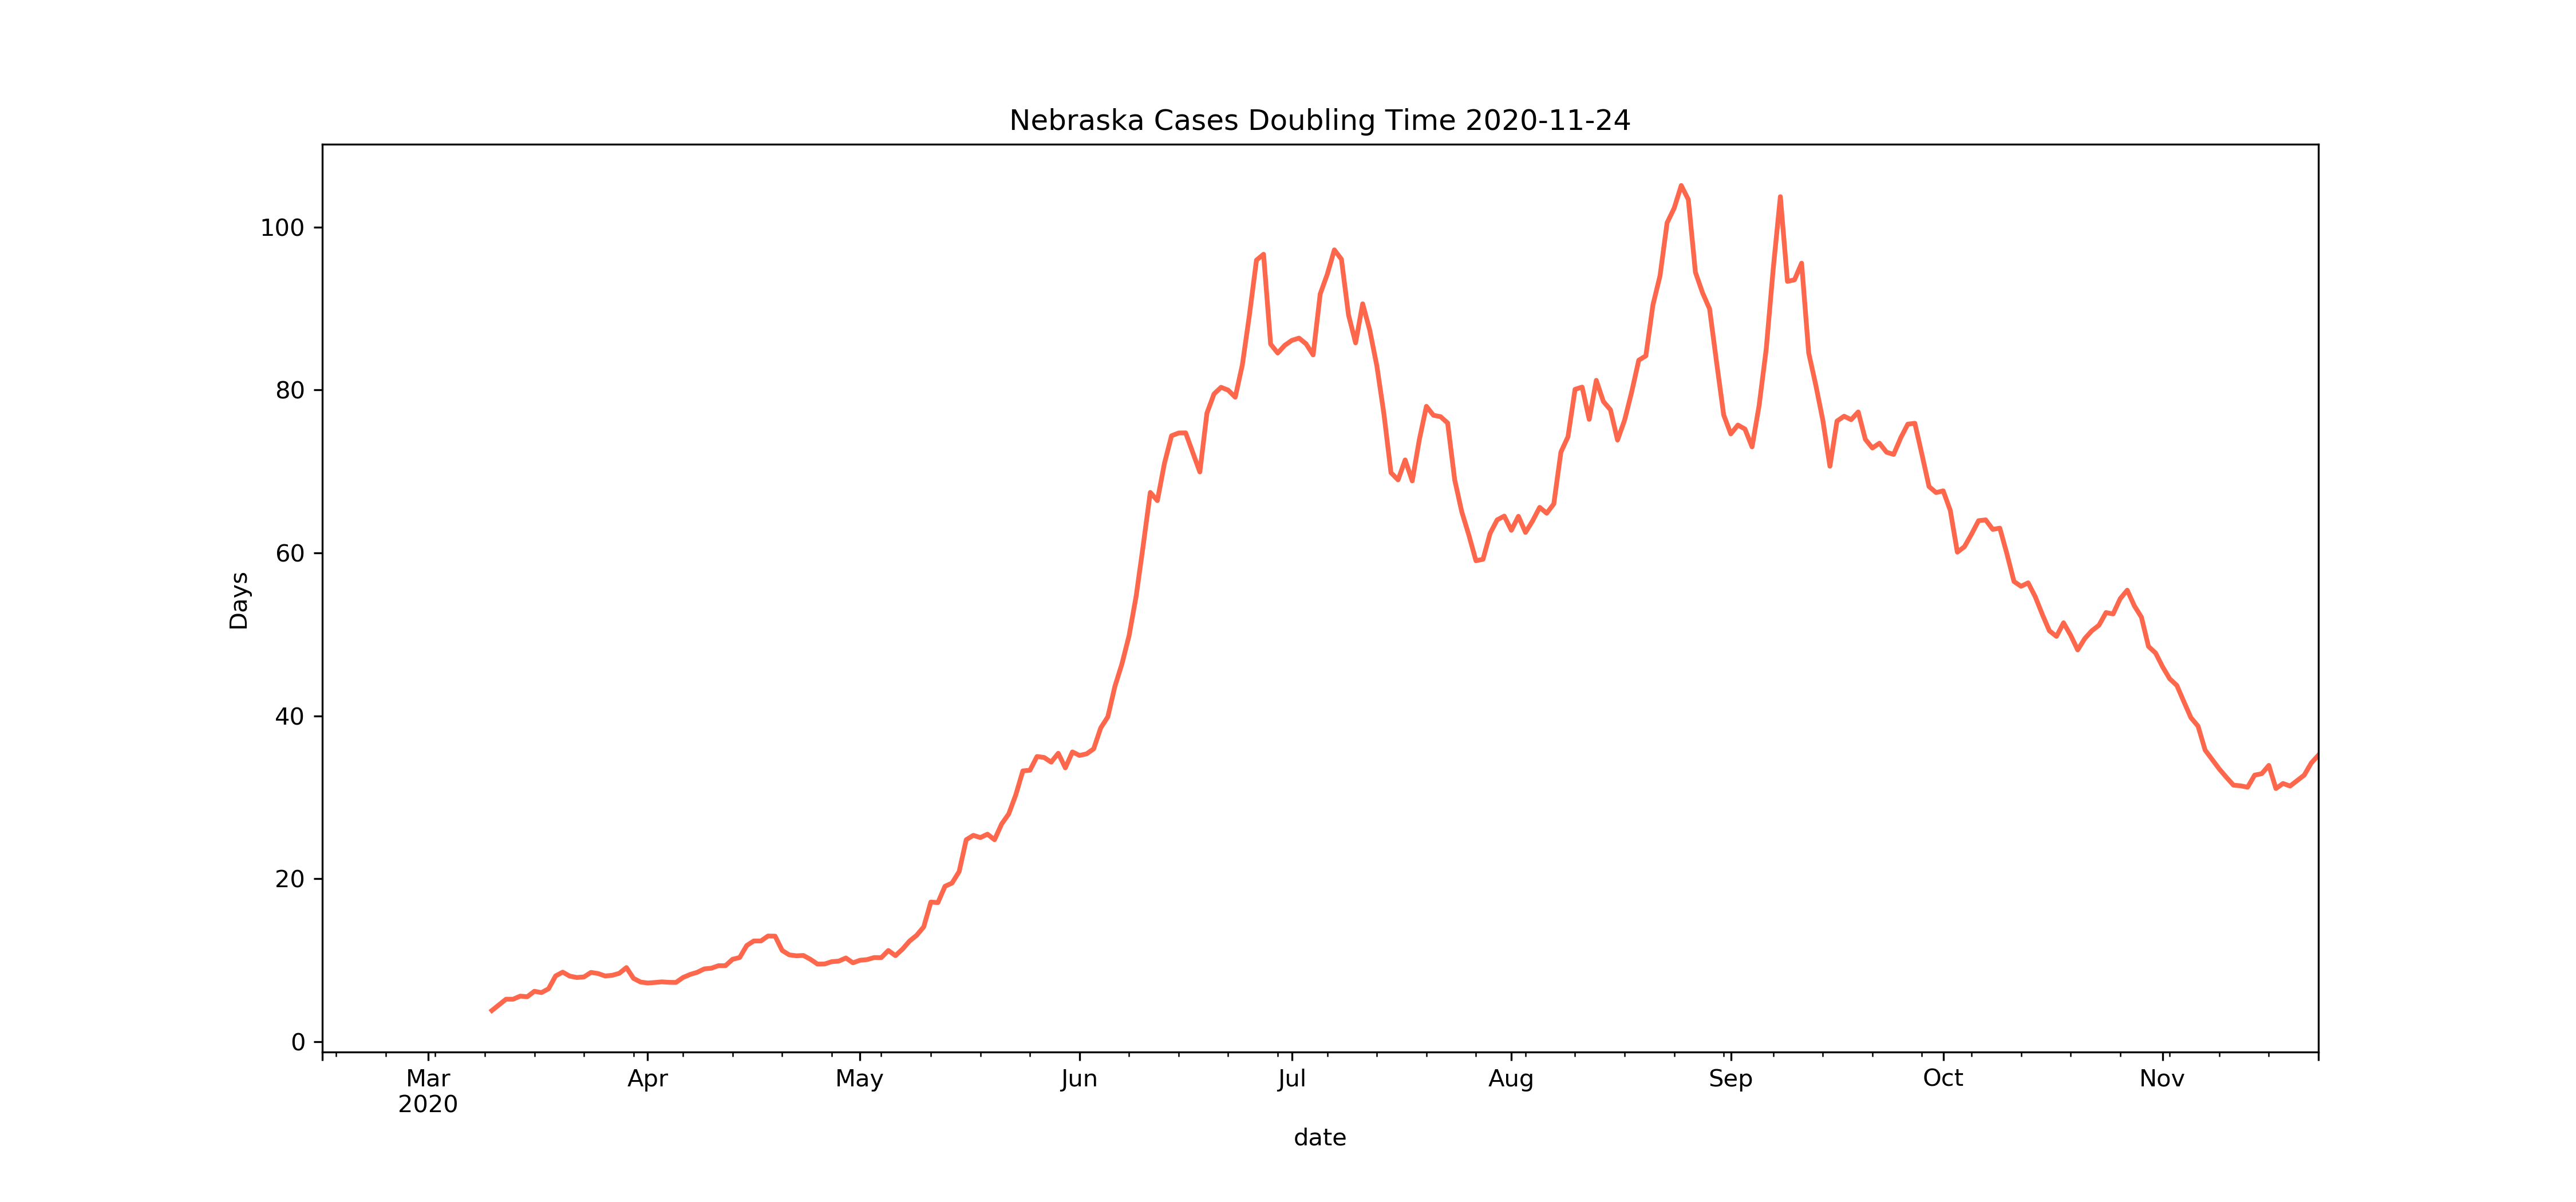 Nebraska Cases Doubling Time 2020-11-24
100
80
60
40
20
0
Days
Mar Apr May Jun Jul Aug Sep Oct Nov
2020
date